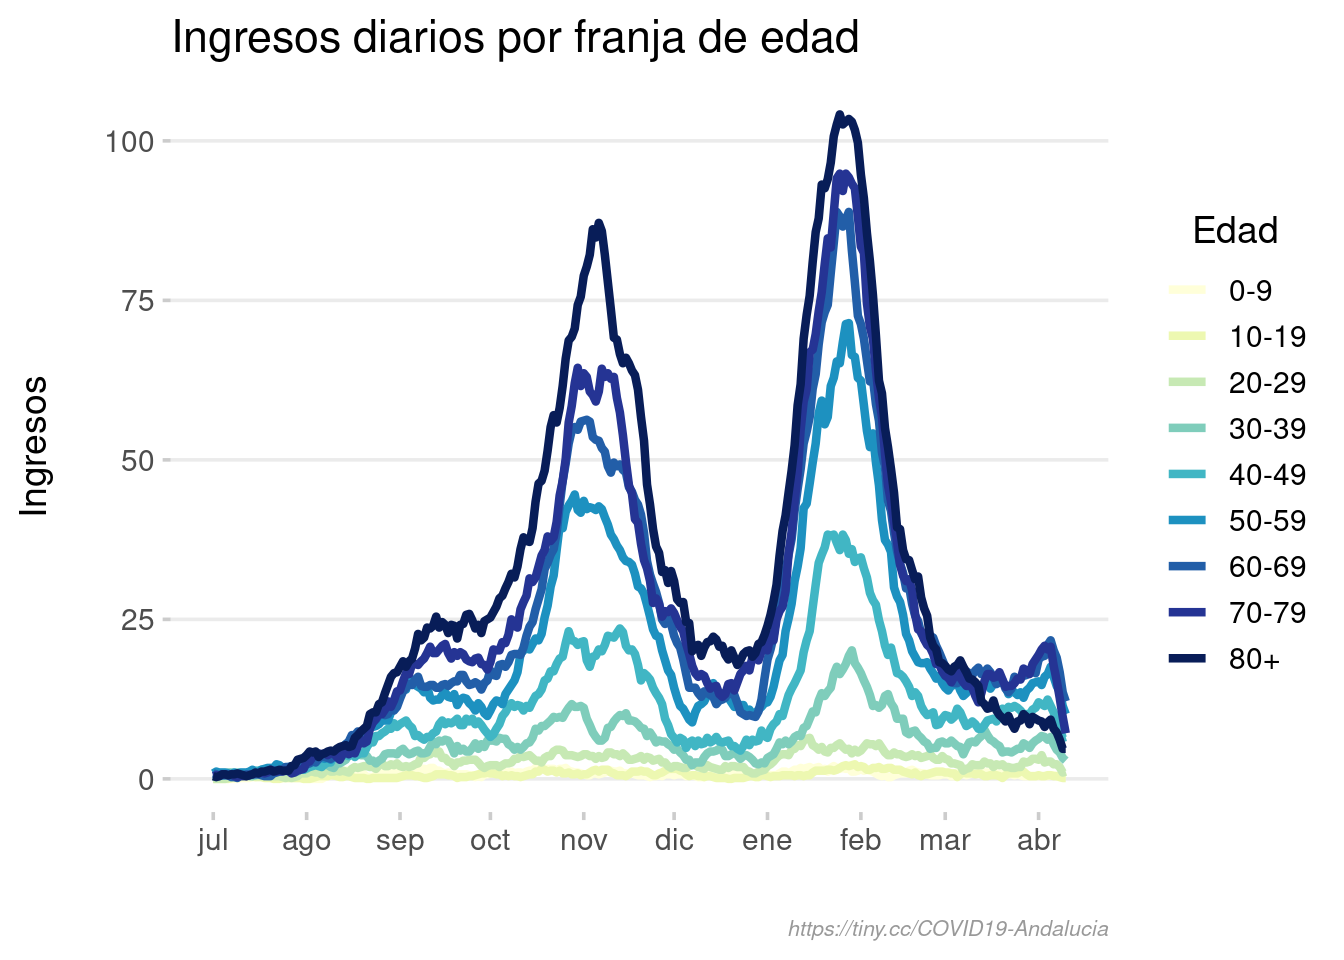 Ingresos diarios por franja de edad
Ingresos
100
75
50
25
0
jul ago sep oct nov dic ene feb mar abr
Edad
0-9
10-19
20-29
30-39
40-49
50-59
60-69
70-79
80+
https://tiny.cc/COVID19-Andalucia